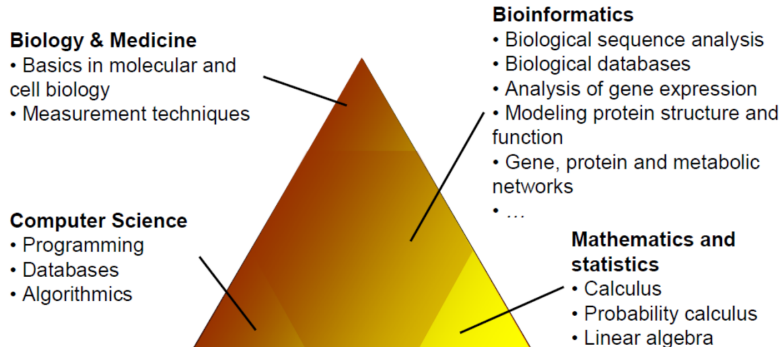 Biology & Medicine
• Basics in molecular and
cell biology
• Measurement techniques
Bioinformatics
• Biological sequence analysis
• Biological databases
• Analysis of gene expression
• Modeling protein structure and
function
• Gene, protein and metabolic
networks
• …
Computer Science
• Programming
• Databases
• Algorithmics
Mathematics and
statistics
• Calculus
• Probability calculus
• Linear algebra